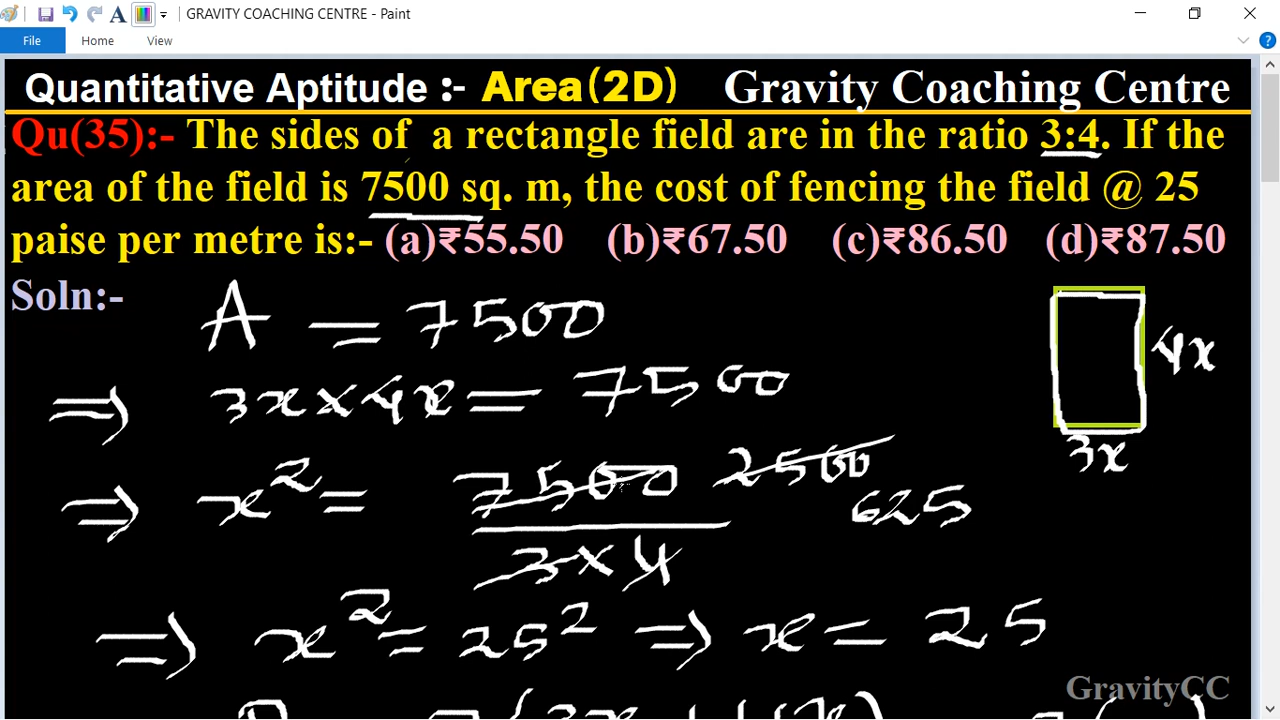 GRAVITY COACHING CENTRE - Paint
File Home View
Quantitative Aptitude :- Area(2D) Gravity Coaching Centre
Qu(35):- The sides of a rectangle field are in the ratio 3:4. If the
area of the field is 7500 sq. m, the cost of fencing the field @ 25
paise per metre is:- (a)₹55.50 (b)₹67.50 (c)₹86.50 (d)₹87.50
Soln:-
A = 7500
⇒ 3x × 4x = 7500
4x
3x
⇒ x² = 7500 2500
625
3×4
⇒ x² = 25² ⇒ x = 25
GravityCC